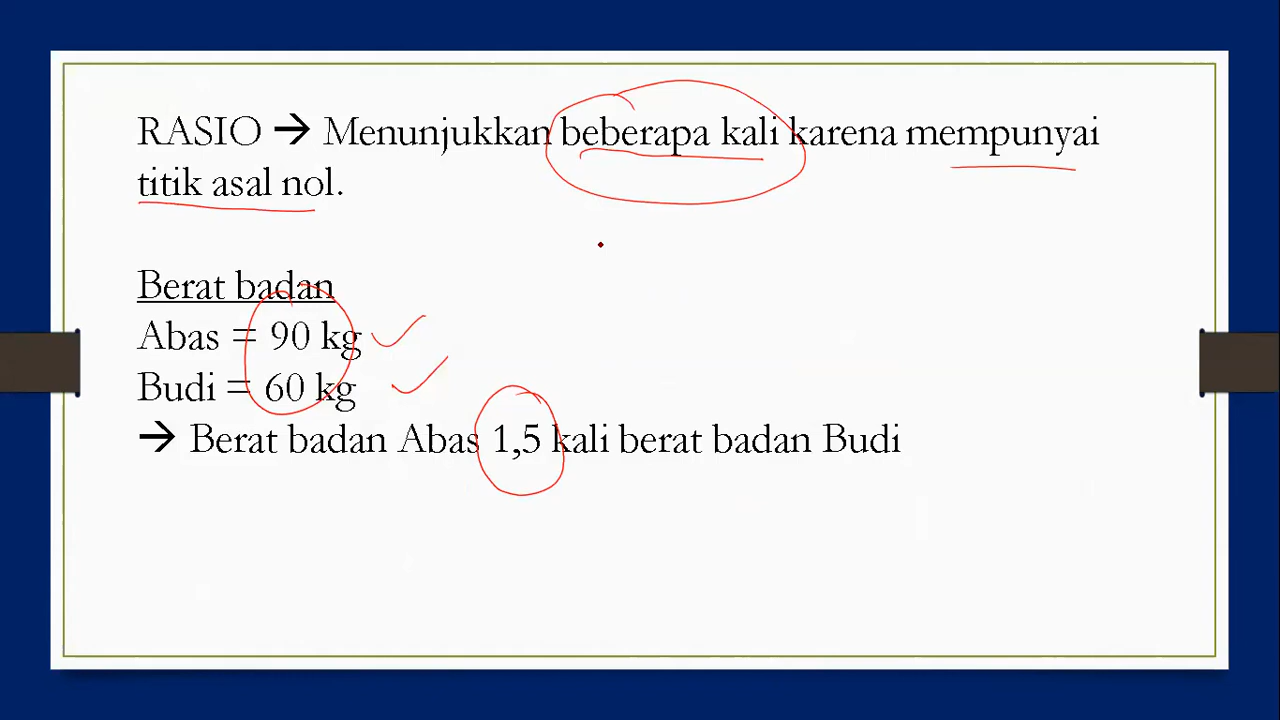 RASIO → Menunjukkan beberapa kali karena mempunyai
titik asal nol.
Berat badan
Abas = 90 kg
Budi = 60 kg
→ Berat badan Abas 1,5 kali berat badan Budi